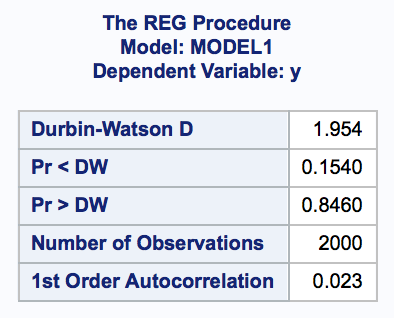 The REG Procedure
Model: MODEL1
Dependent Variable: y
Durbin-Watson D 1.954
Pr < DW 0.1540
Pr > DW 0.8460
Number of Observations 2000
1st Order Autocorrelation 0.023